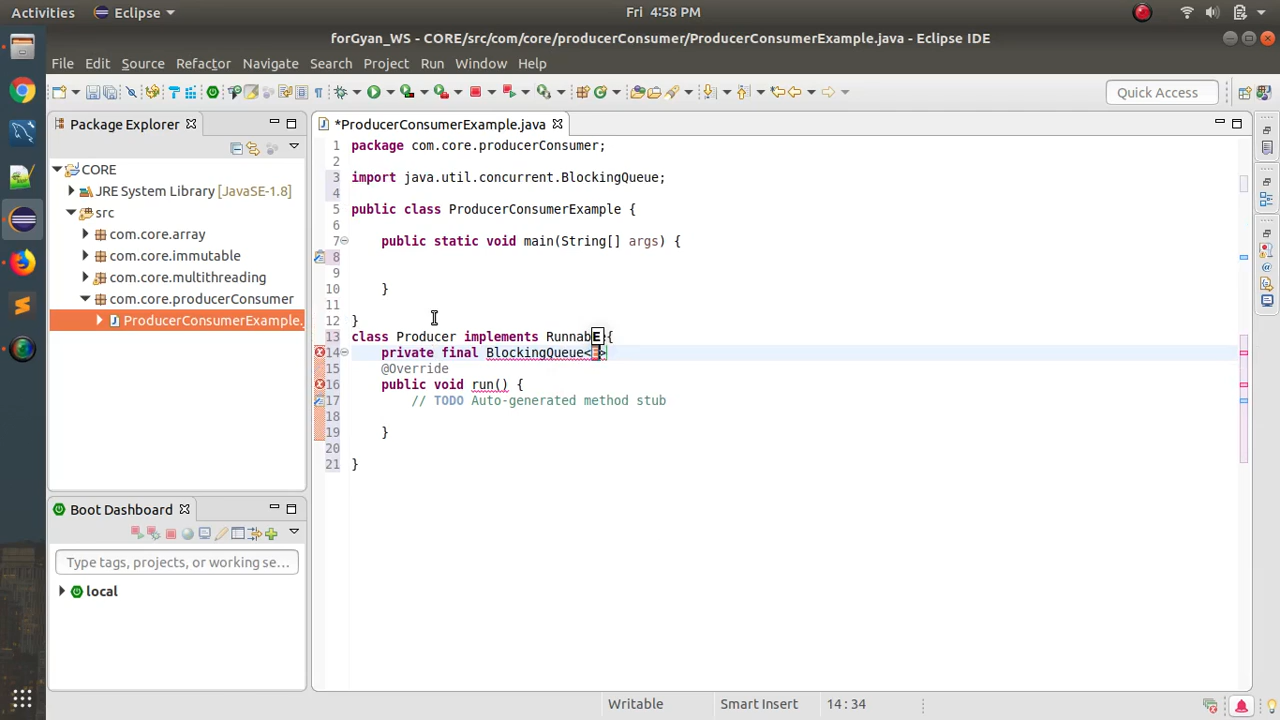 Activities Eclipse Fri 4:58 PM
forGyan_WS - CORE/src/com/core/producerConsumer/ProducerConsumerExample.java - Eclipse IDE
File Edit Source Refactor Navigate Search Project Run Window Help
Quick Access
Package Explorer
CORE
JRE System Library [JavaSE-1.8]
src
com.core.array
com.core.immutable
com.core.multithreading
com.core.producerConsumer
ProducerConsumerExample.
Boot Dashboard
Type tags, projects, or working se...
local
*ProducerConsumerExample.java
1 package com.core.producerConsumer;
2
3 import java.util.concurrent.BlockingQueue;
4
5 public class ProducerConsumerExample {
6
7 public static void main(String[] args) {
8
9
10 }
11
12 }
13 class Producer implements RunnabE{
14 private final BlockingQueue<E>
15 @Override
16 public void run() {
17 // TODO Auto-generated method stub
18
19 }
20
21 }
Writable Smart Insert 14 : 34